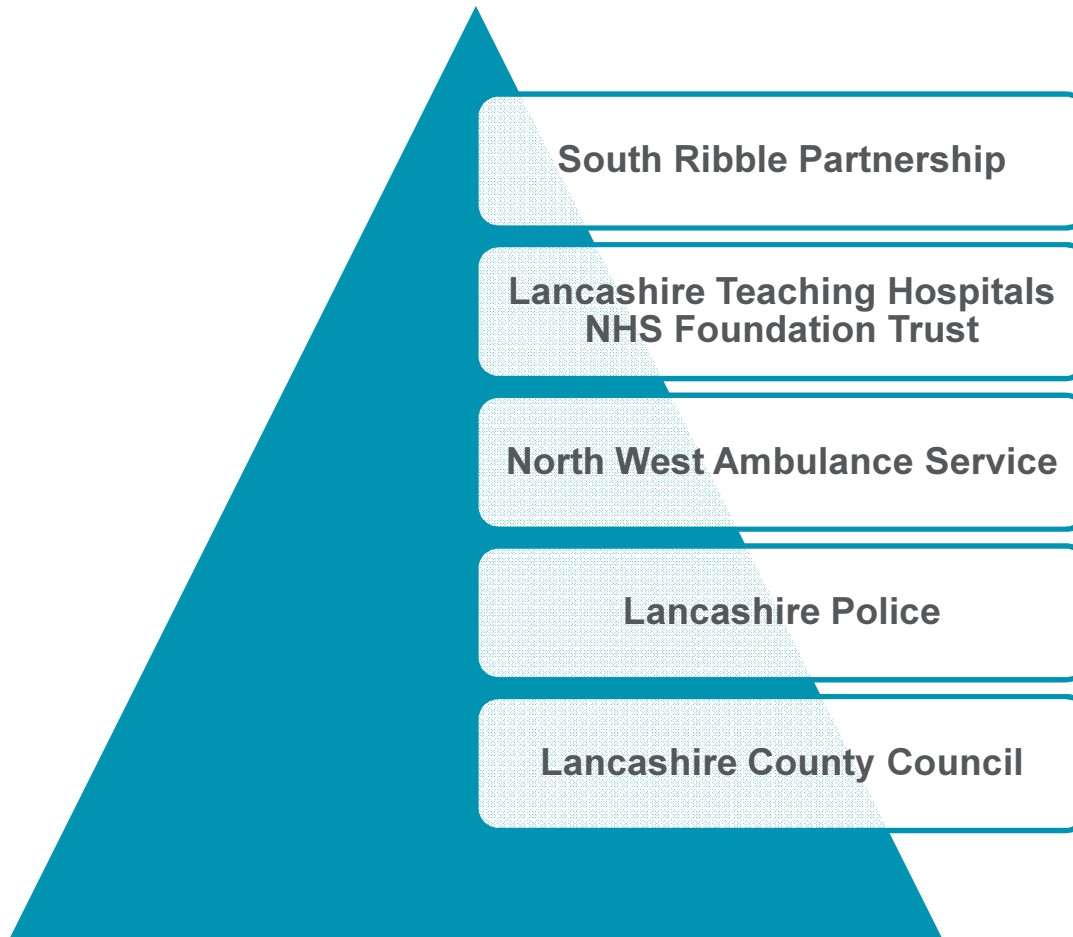 South Ribble Partnership
Lancashire Teaching Hospitals
NHS Foundation Trust
North West Ambulance Service
Lancashire Police
Lancashire County Council